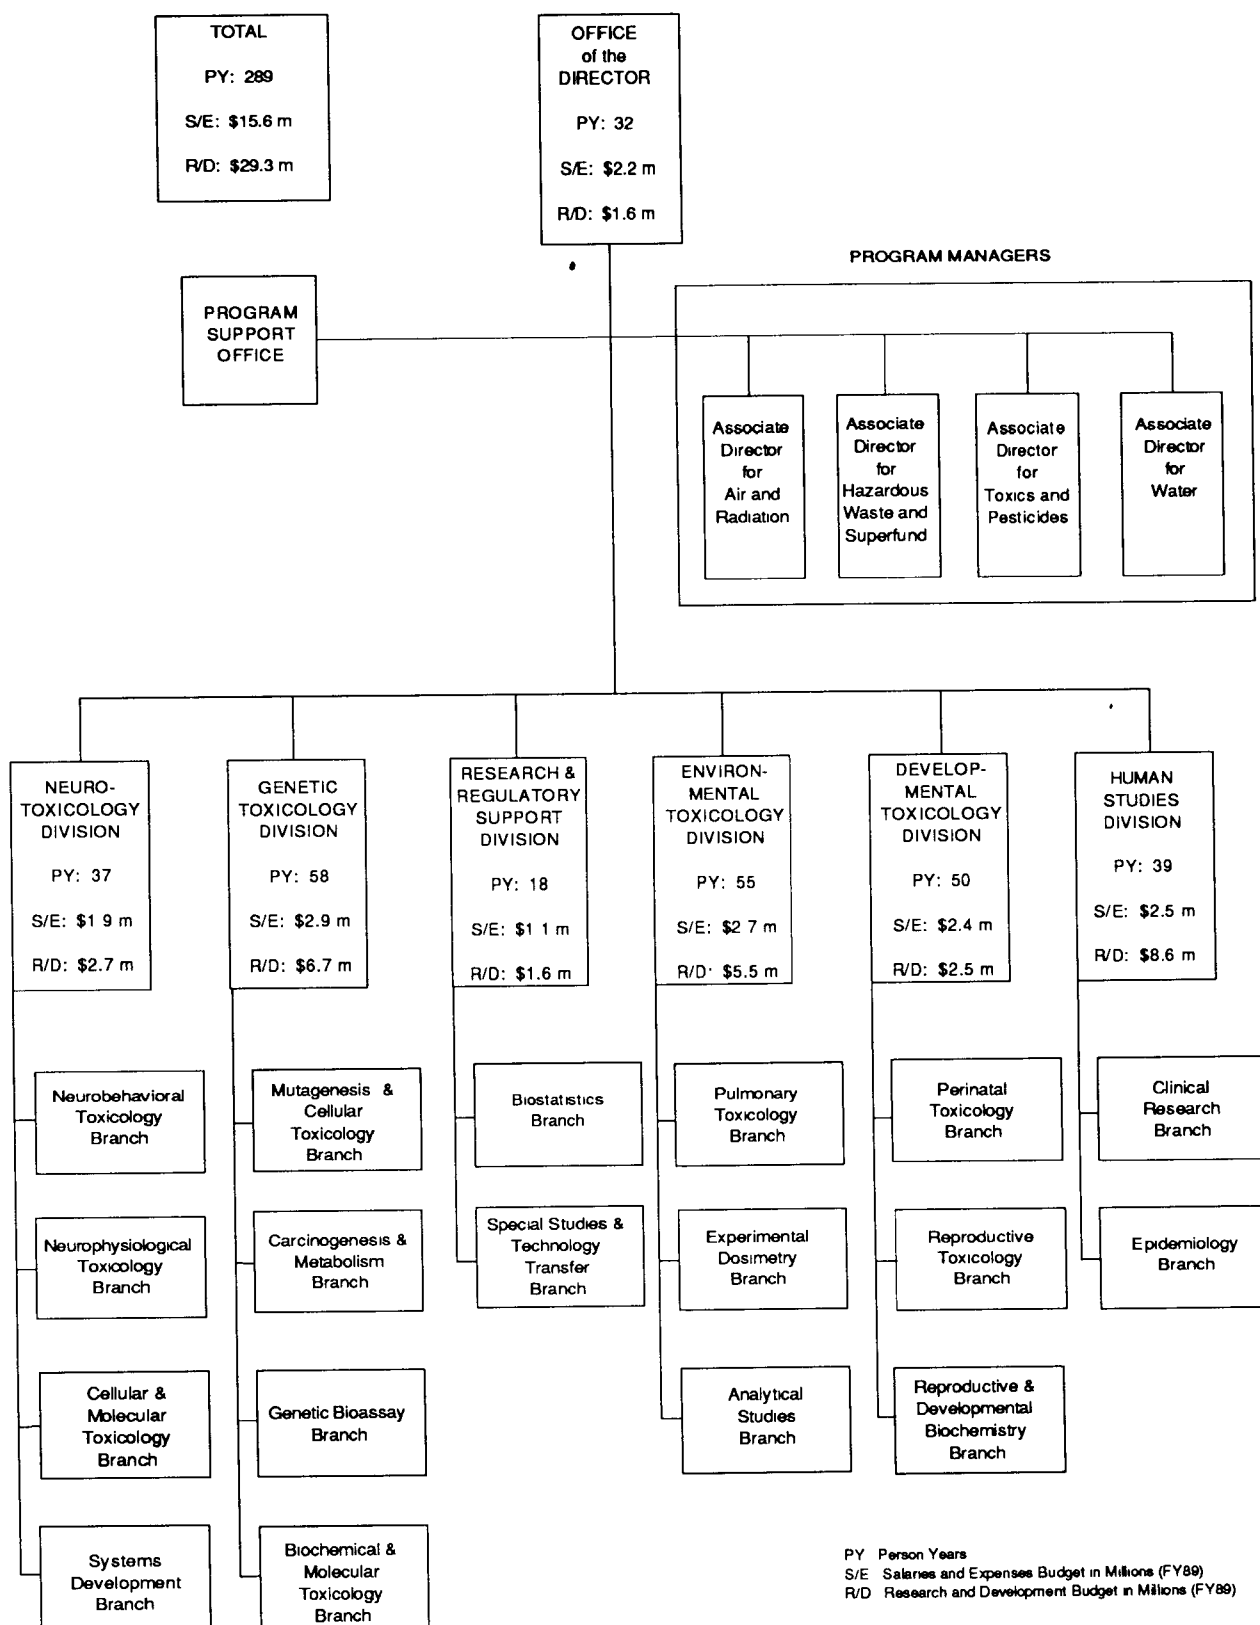 TOTAL
PY: 289
S/E: $15.6 m
R/D: $29.3 m
OFFICE
of the
DIRECTOR
PY: 32
S/E: $2.2 m
R/D: $1.6 m
PROGRAM
SUPPORT
OFFICE
PROGRAM MANAGERS
Associate
Director
for
Air and
Radiation
Associate
Director
for
Hazardous
Waste and
Superfund
Associate
Director
for
Toxics and
Pesticides
Associate
Director
for
Water
NEURO-
TOXICOLOGY
DIVISION
PY: 37
S/E: $1 9 m
R/D: $2.7 m
GENETIC
TOXICOLOGY
DIVISION
PY: 58
S/E: $2.9 m
R/D: $6.7 m
RESEARCH &
REGULATORY
SUPPORT
DIVISION
PY: 18
S/E: $1 1 m
R/D: $1.6 m
ENVIRON-
MENTAL
TOXICOLOGY
DIVISION
PY: 55
S/E: $2 7 m
R/D: $5.5 m
DEVELOP-
MENTAL
TOXICOLOGY
DIVISION
PY: 50
S/E: $2.4 m
R/D: $2.5 m
HUMAN
STUDIES
DIVISION
PY: 39
S/E: $2.5 m
R/D: $8.6 m
Neurobehavioral
Toxicology
Branch
Neurophysiological
Toxicology
Branch
Cellular &
Molecular
Toxicology
Branch
Systems
Development
Branch
Mutagenesis &
Cellular
Toxicology
Branch
Carcinogenesis &
Metabolism
Branch
Genetic Bioassay
Branch
Biochemical &
Molecular
Toxicology
Branch
Biostatistics
Branch
Special Studies &
Technology
Transfer
Branch
Pulmonary
Toxicology
Branch
Experimental
Dosimetry
Branch
Analytical
Studies
Branch
Perinatal
Toxicology
Branch
Reproductive
Toxicology
Branch
Reproductive &
Developmental
Biochemistry
Branch
Clinical
Research
Branch
Epidemiology
Branch
PY Person Years
S/E Salaries and Expenses Budget in Millions (FY89)
R/D Research and Development Budget in Millions (FY89)